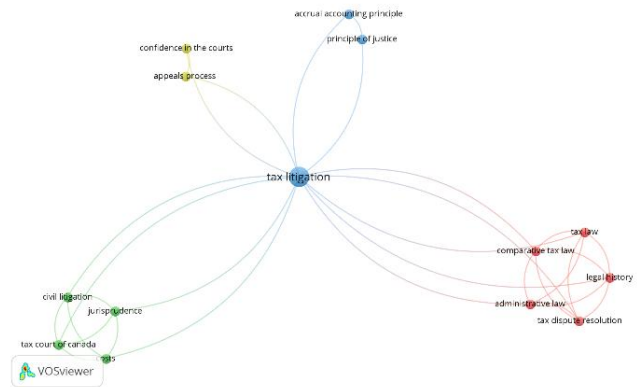 accrual accounting principle
principle of justice
confidence in the courts
appeals process
tax litigation
tax law
comparative tax law
legal history
administrative law
tax dispute resolution
civil litigation
jurisprudence
tax court of canada
costs
VOSviewer